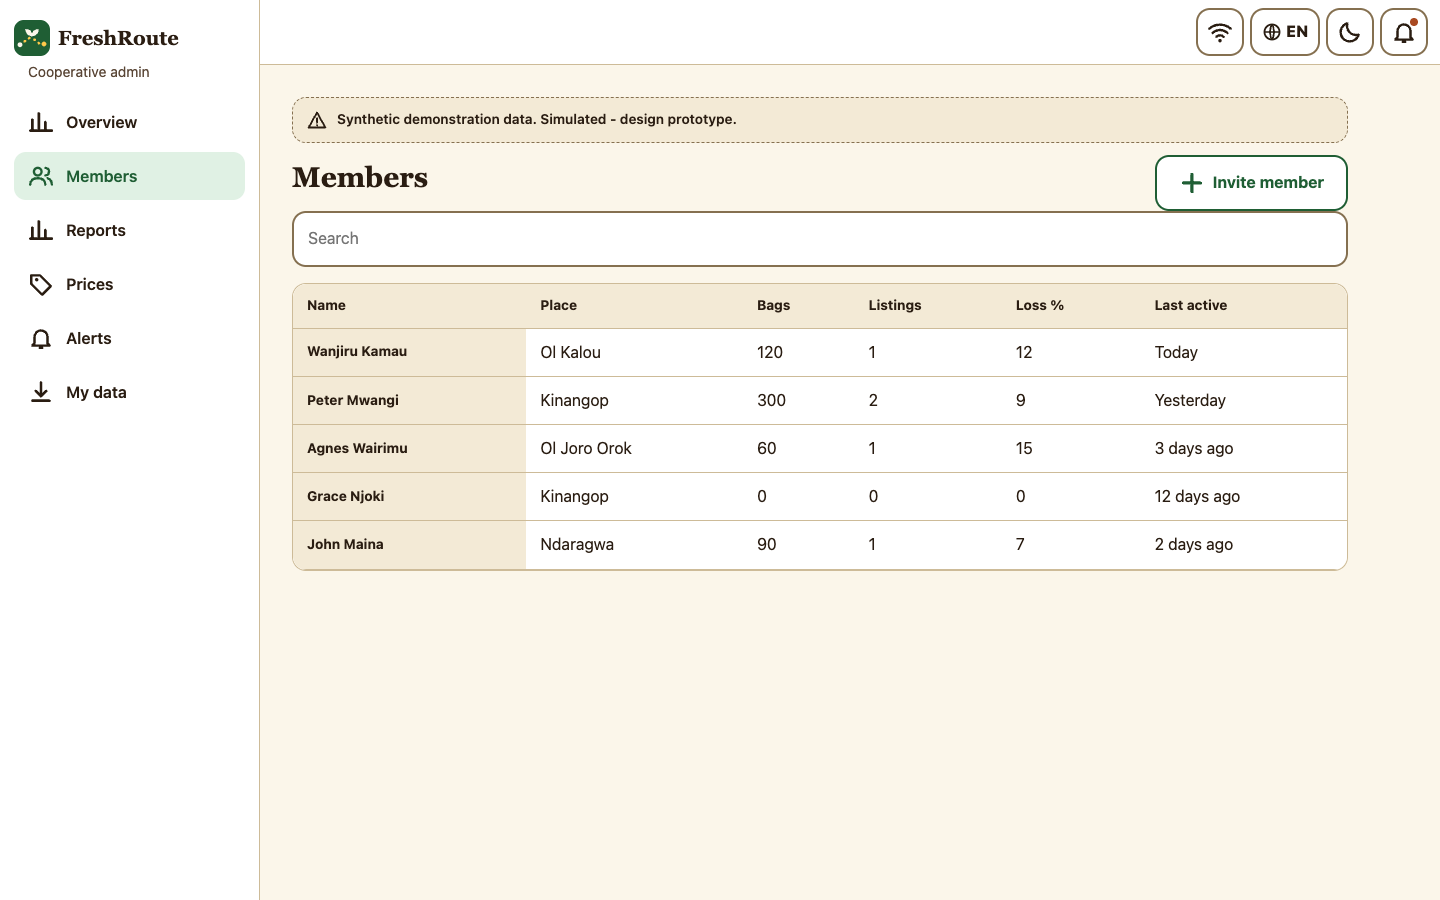 FreshRoute
Cooperative admin
Overview
Members
Reports
Prices
Alerts
My data
EN
Synthetic demonstration data. Simulated - design prototype.
Members
Invite member
Search
Name Place Bags Listings Loss % Last active
Wanjiru Kamau Ol Kalou 120 1 12 Today
Peter Mwangi Kinangop 300 2 9 Yesterday
Agnes Wairimu Ol Joro Orok 60 1 15 3 days ago
Grace Njoki Kinangop 0 0 0 12 days ago
John Maina Ndaragwa 90 1 7 2 days ago